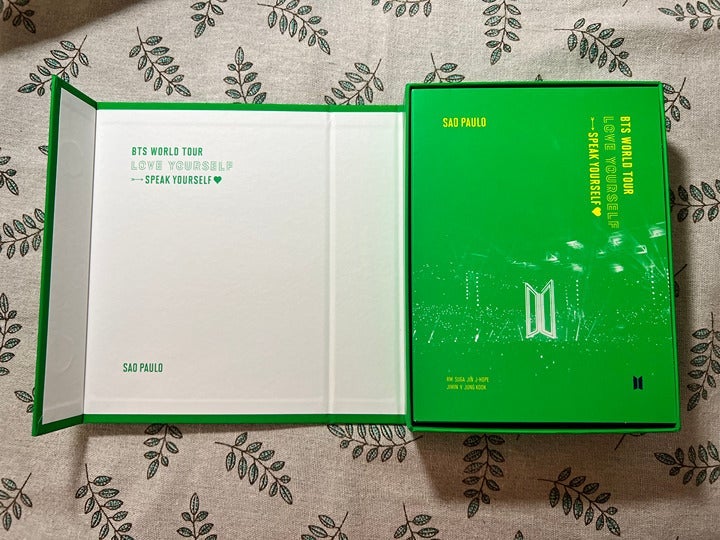 BTS WORLD TOUR
LOVE YOURSELF
SPEAK YOURSELF
SAO PAULO
SAO PAULO
BTS WORLD TOUR
LOVE YOURSELF
SPEAK YOURSELF
RM SUGA JIN J-HOPE
JIMIN V JUNG KOOK